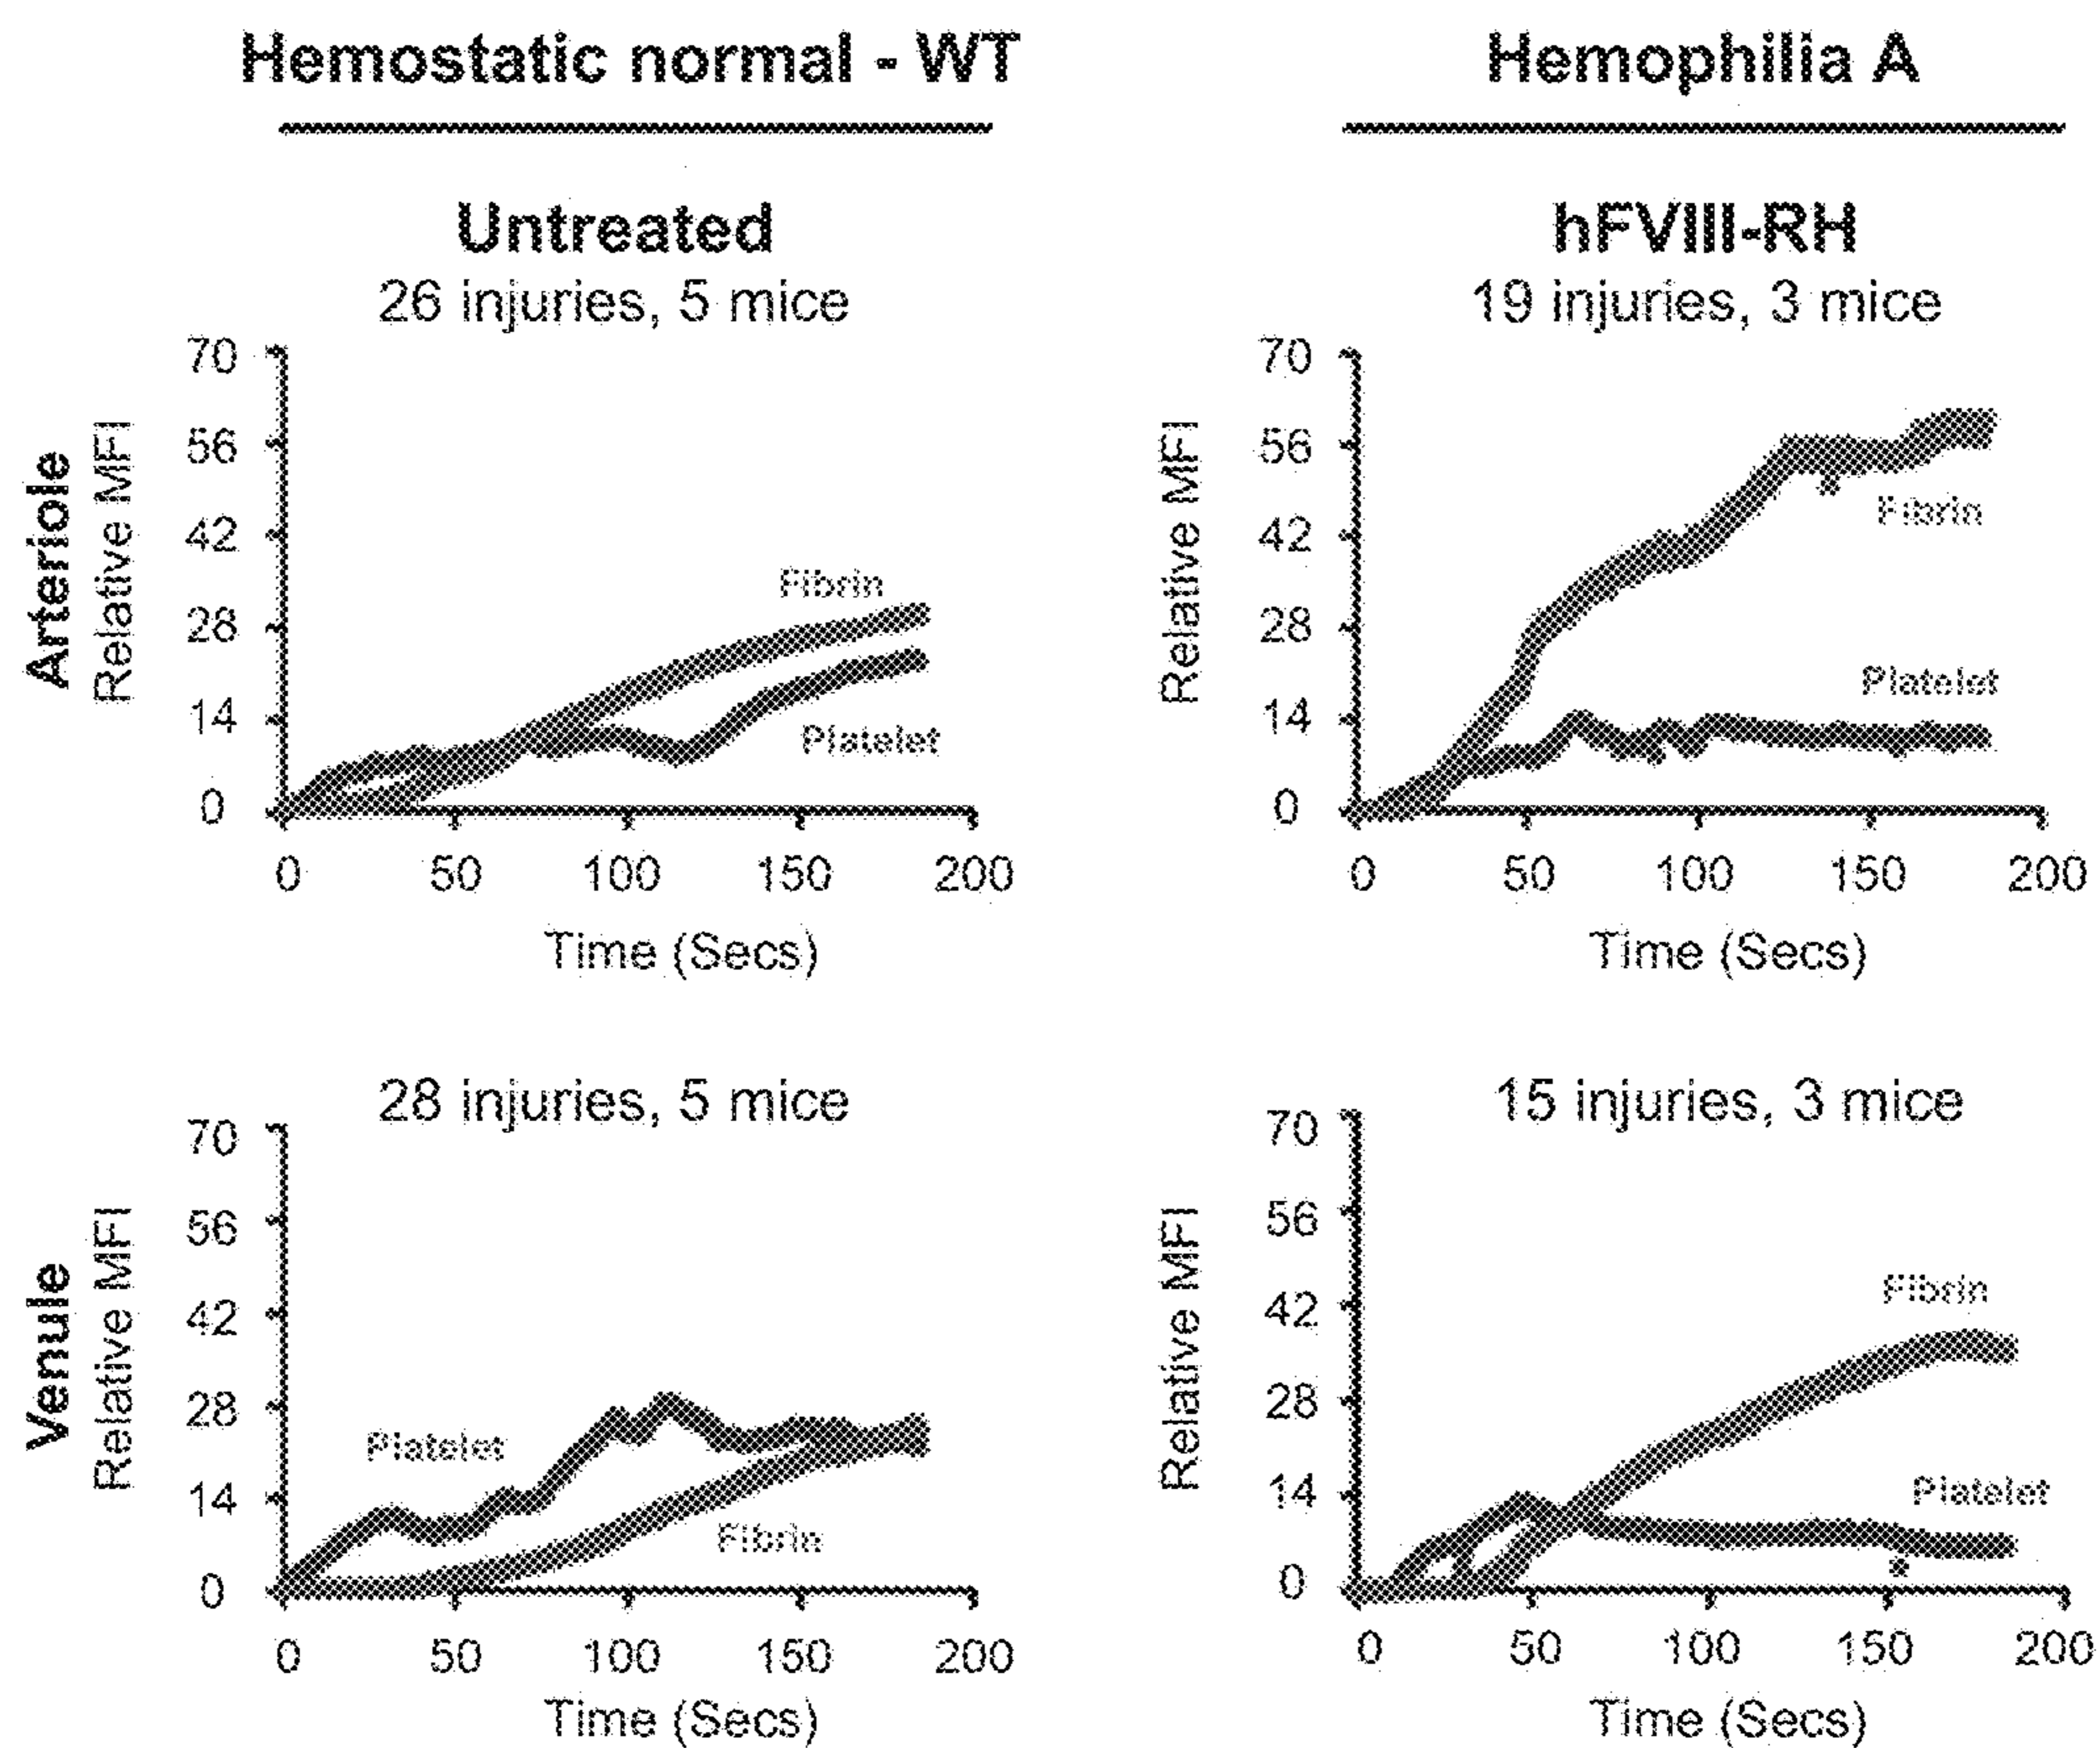 Hemostatic normal - WT
Untreated
26 injuries, 5 mice
Arteriole
Relative MFI
70
56
42
28
14
0
Fibrin
Platelet
0 50 100 150 200
Time (Secs)
Hemophilia A
hFVIII-RH
19 injuries, 3 mice
Relative MFI
70
56
42
28
14
0
Fibrin
Platelet
0 50 100 150 200
Time (Secs)
28 injuries, 5 mice
Venule
Relative MFI
70
56
42
28
14
0
Platelet
Fibrin
0 50 100 150 200
Time (Secs)
15 injuries, 3 mice
Relative MFI
70
56
42
28
14
0
Fibrin
Platelet
0 50 100 150 200
Time (Secs)